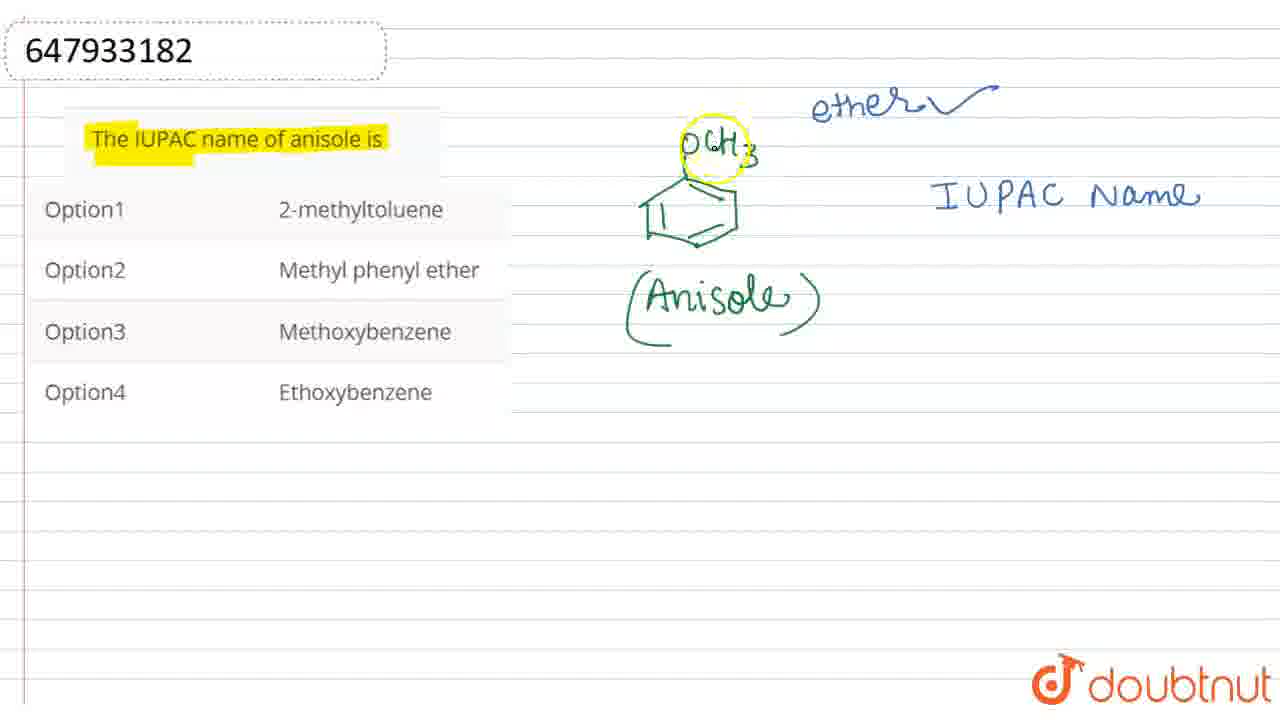 647933182
The IUPAC name of anisole is
Option1 2-methyltoluene
Option2 Methyl phenyl ether
Option3 Methoxybenzene
Option4 Ethoxybenzene
ether
OCH3
IUPAC Name
(Anisole)
doubtnut